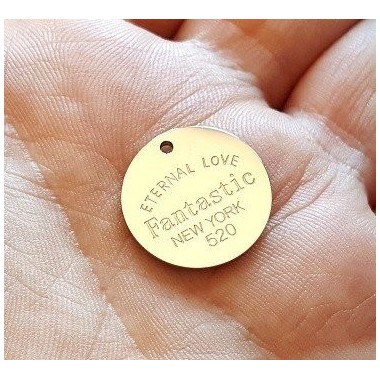 ETERNAL LOVE
Fantastic
NEW YORK
520